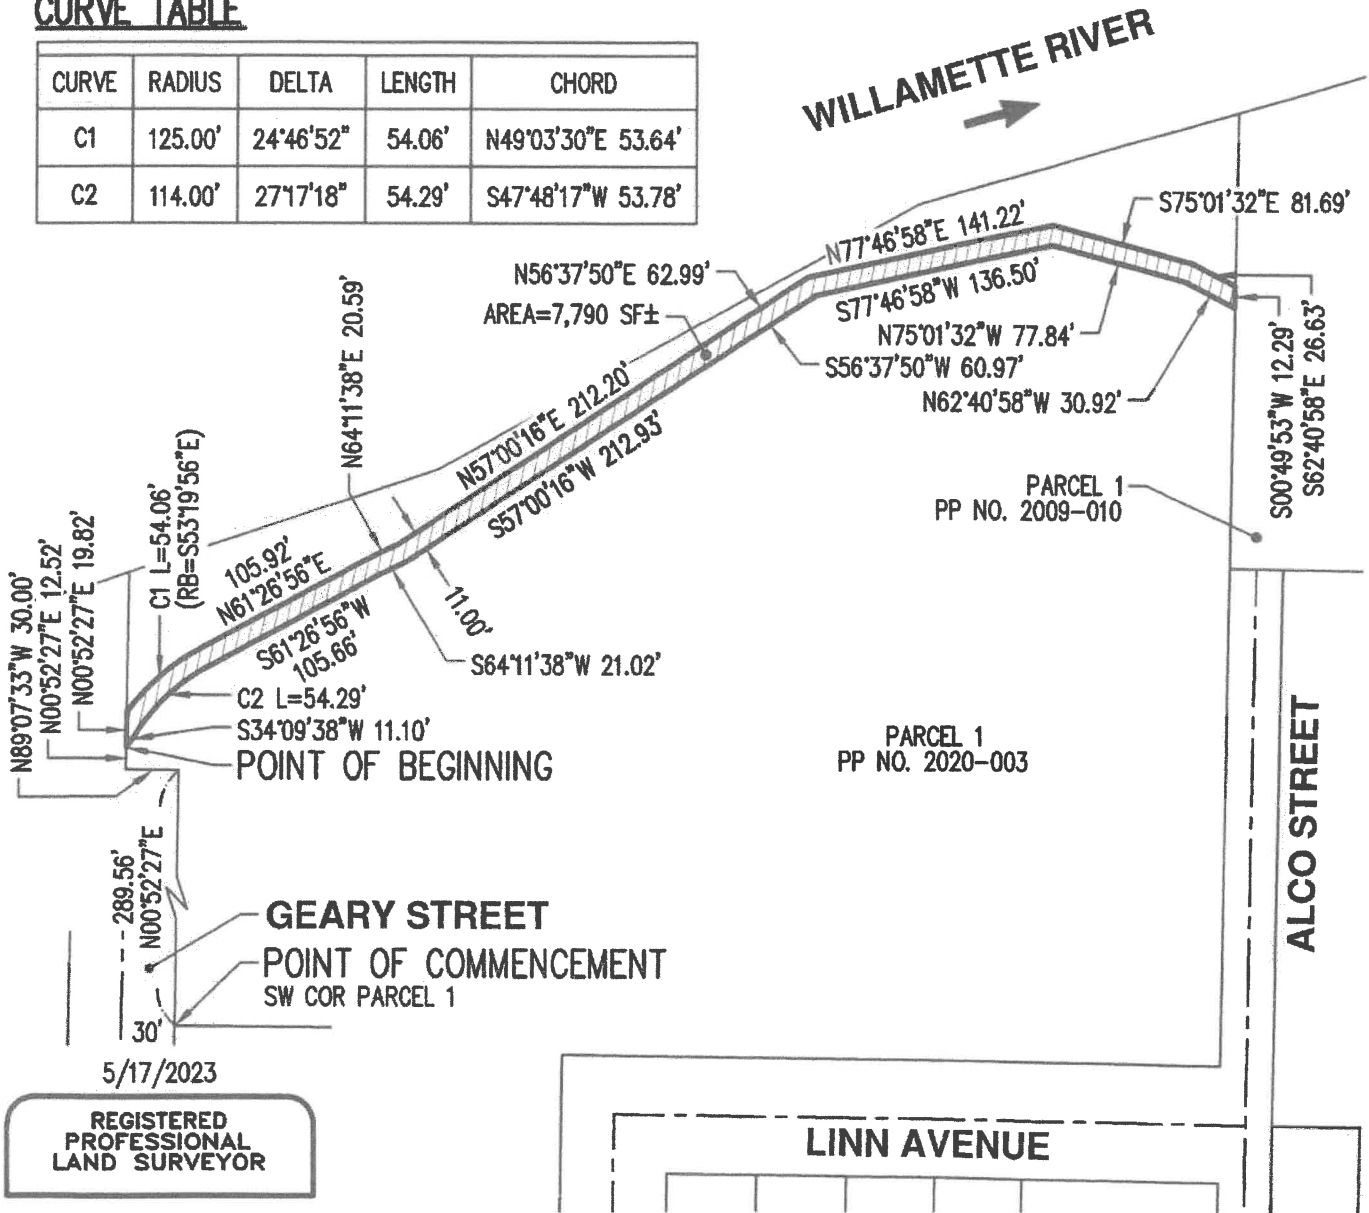 CURVE TABLE
CURVE RADIUS DELTA LENGTH CHORD
C1 125.00' 24°46'52" 54.06' N49°03'30"E 53.64'
C2 114.00' 27°17'18" 54.29' S47°48'17"W 53.78'
WILLAMETTE RIVER
S75°01'32"E 81.69'
N77°46'58"E 141.22'
N56°37'50"E 62.99'
S77°46'58"W 136.50'
AREA=7,790 SF±
N75°01'32"W 77.84'
S56°37'50"W 60.97'
N62°40'58"W 30.92'
S00°49'53"W 12.29'
S62°40'58"E 26.63'
N64°11'38"E 20.59'
N57°00'16"E 212.20'
S57°00'16"W 212.93'
PARCEL 1
PP NO. 2009-010
C1 L=54.06'
(RB=S53°19'56"E)
105.92'
N61°26'56"E
S61°26'56"W
105.66'
11.00'
S64°11'38"W 21.02'
N89°07'33"W 30.00'
N00°52'27"E 12.52'
N00°52'27"E 19.82'
C2 L=54.29'
S34°09'38"W 11.10'
POINT OF BEGINNING
PARCEL 1
PP NO. 2020-003
ALCO STREET
289.56'
N00°52'27"E
GEARY STREET
POINT OF COMMENCEMENT
SW COR PARCEL 1
30'
5/17/2023
REGISTERED
PROFESSIONAL
LAND SURVEYOR
LINN AVENUE